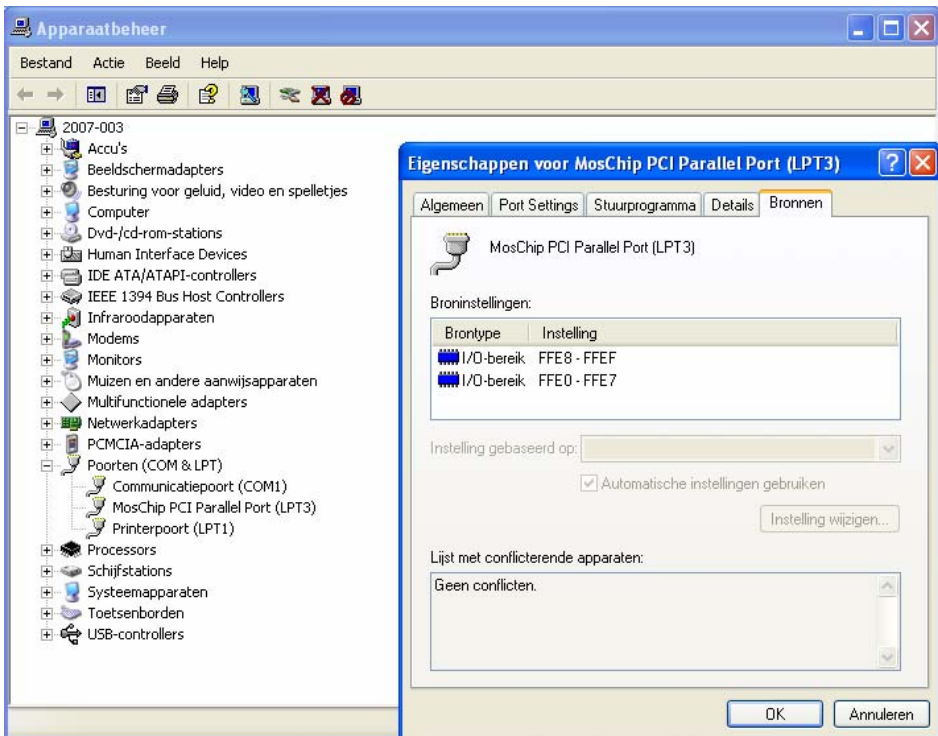 Apparaatbeheer
Bestand Actie Beeld Help
2007-003
Accu's
Beeldschermadapters
Besturing voor geluid, video en spelletjes
Computer
Dvd-/cd-rom-stations
Human Interface Devices
IDE ATA/ATAPI-controllers
IEEE 1394 Bus Host Controllers
Infraroodapparaten
Modems
Monitors
Muizen en andere aanwijsapparaten
Multifunctionele adapters
Netwerkadapters
PCMCIA-adapters
Poorten (COM & LPT)
Communicatiepoort (COM1)
MosChip PCI Parallel Port (LPT3)
Printerpoort (LPT1)
Processors
Schijfstations
Systeemapparaten
Toetsenborden
USB-controllers
Eigenschappen voor MosChip PCI Parallel Port (LPT3)
Algemeen Port Settings Stuurprogramma Details Bronnen
MosChip PCI Parallel Port (LPT3)
Broninstellingen:
Brontype Instelling
I/O-bereik FFE8 - FFEF
I/O-bereik FFE0 - FFE7
Instelling gebaseerd op:
Automatische instellingen gebruiken
Instelling wijzigen...
Lijst met conflicterende apparaten:
Geen conflicten.
OK Annuleren